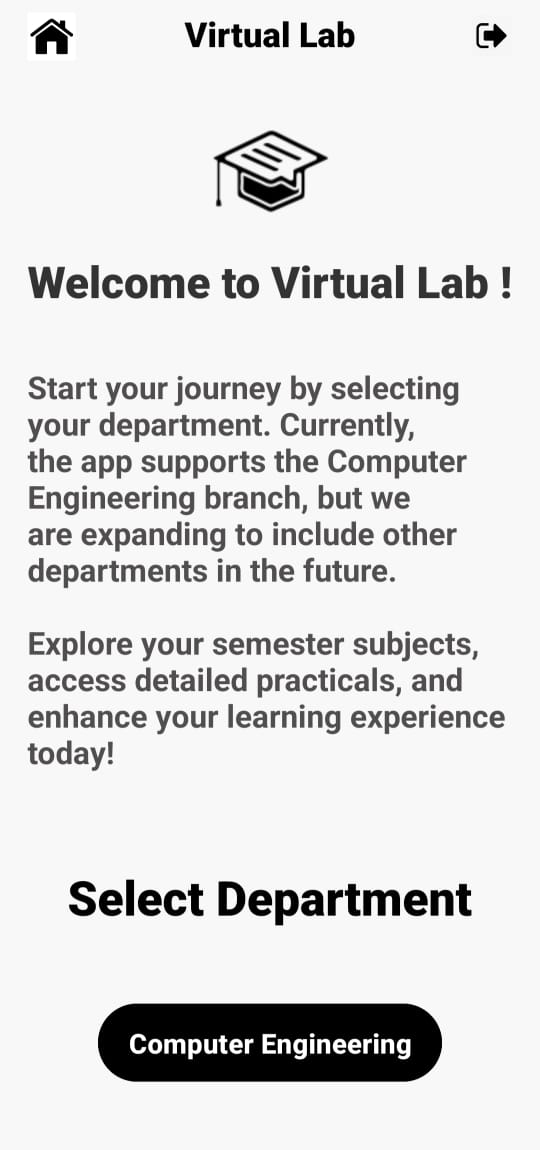 Virtual Lab
Welcome to Virtual Lab !
Start your journey by selecting
your department. Currently,
the app supports the Computer
Engineering branch, but we
are expanding to include other
departments in the future.
Explore your semester subjects,
access detailed practicals, and
enhance your learning experience
today!
Select Department
Computer Engineering